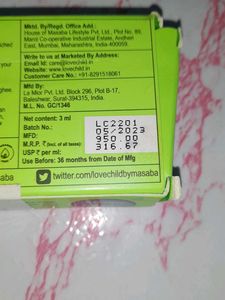 Mktd. By/Regd. Office Add:
House of Masaba Lifestyle Pvt. Ltd., Plot No. 89,
Marol Co-operative Industrial Estate, Andheri
East, Mumbai, Maharashtra, India-400059.
Write to us at Marketed By Address
Email Id: care@lovechild.in
Website: www.lovechild.in
Customer Care No.: +91-8291518061
Mfd. by:
La Mior Pvt. Ltd. Block 296, Plot B-17,
Baleshwar, Surat-394315, India.
M.L. No. GC/1346
Net content: 3 ml
Batch No.: LC2201
MFD: 05/2023
M.R.P. ₹ (Incl. of all taxes): 950.00
USP ₹ per ml: 316.67
Use Before: 36 months from Date of Mfg
twitter.com/lovechildbymasaba